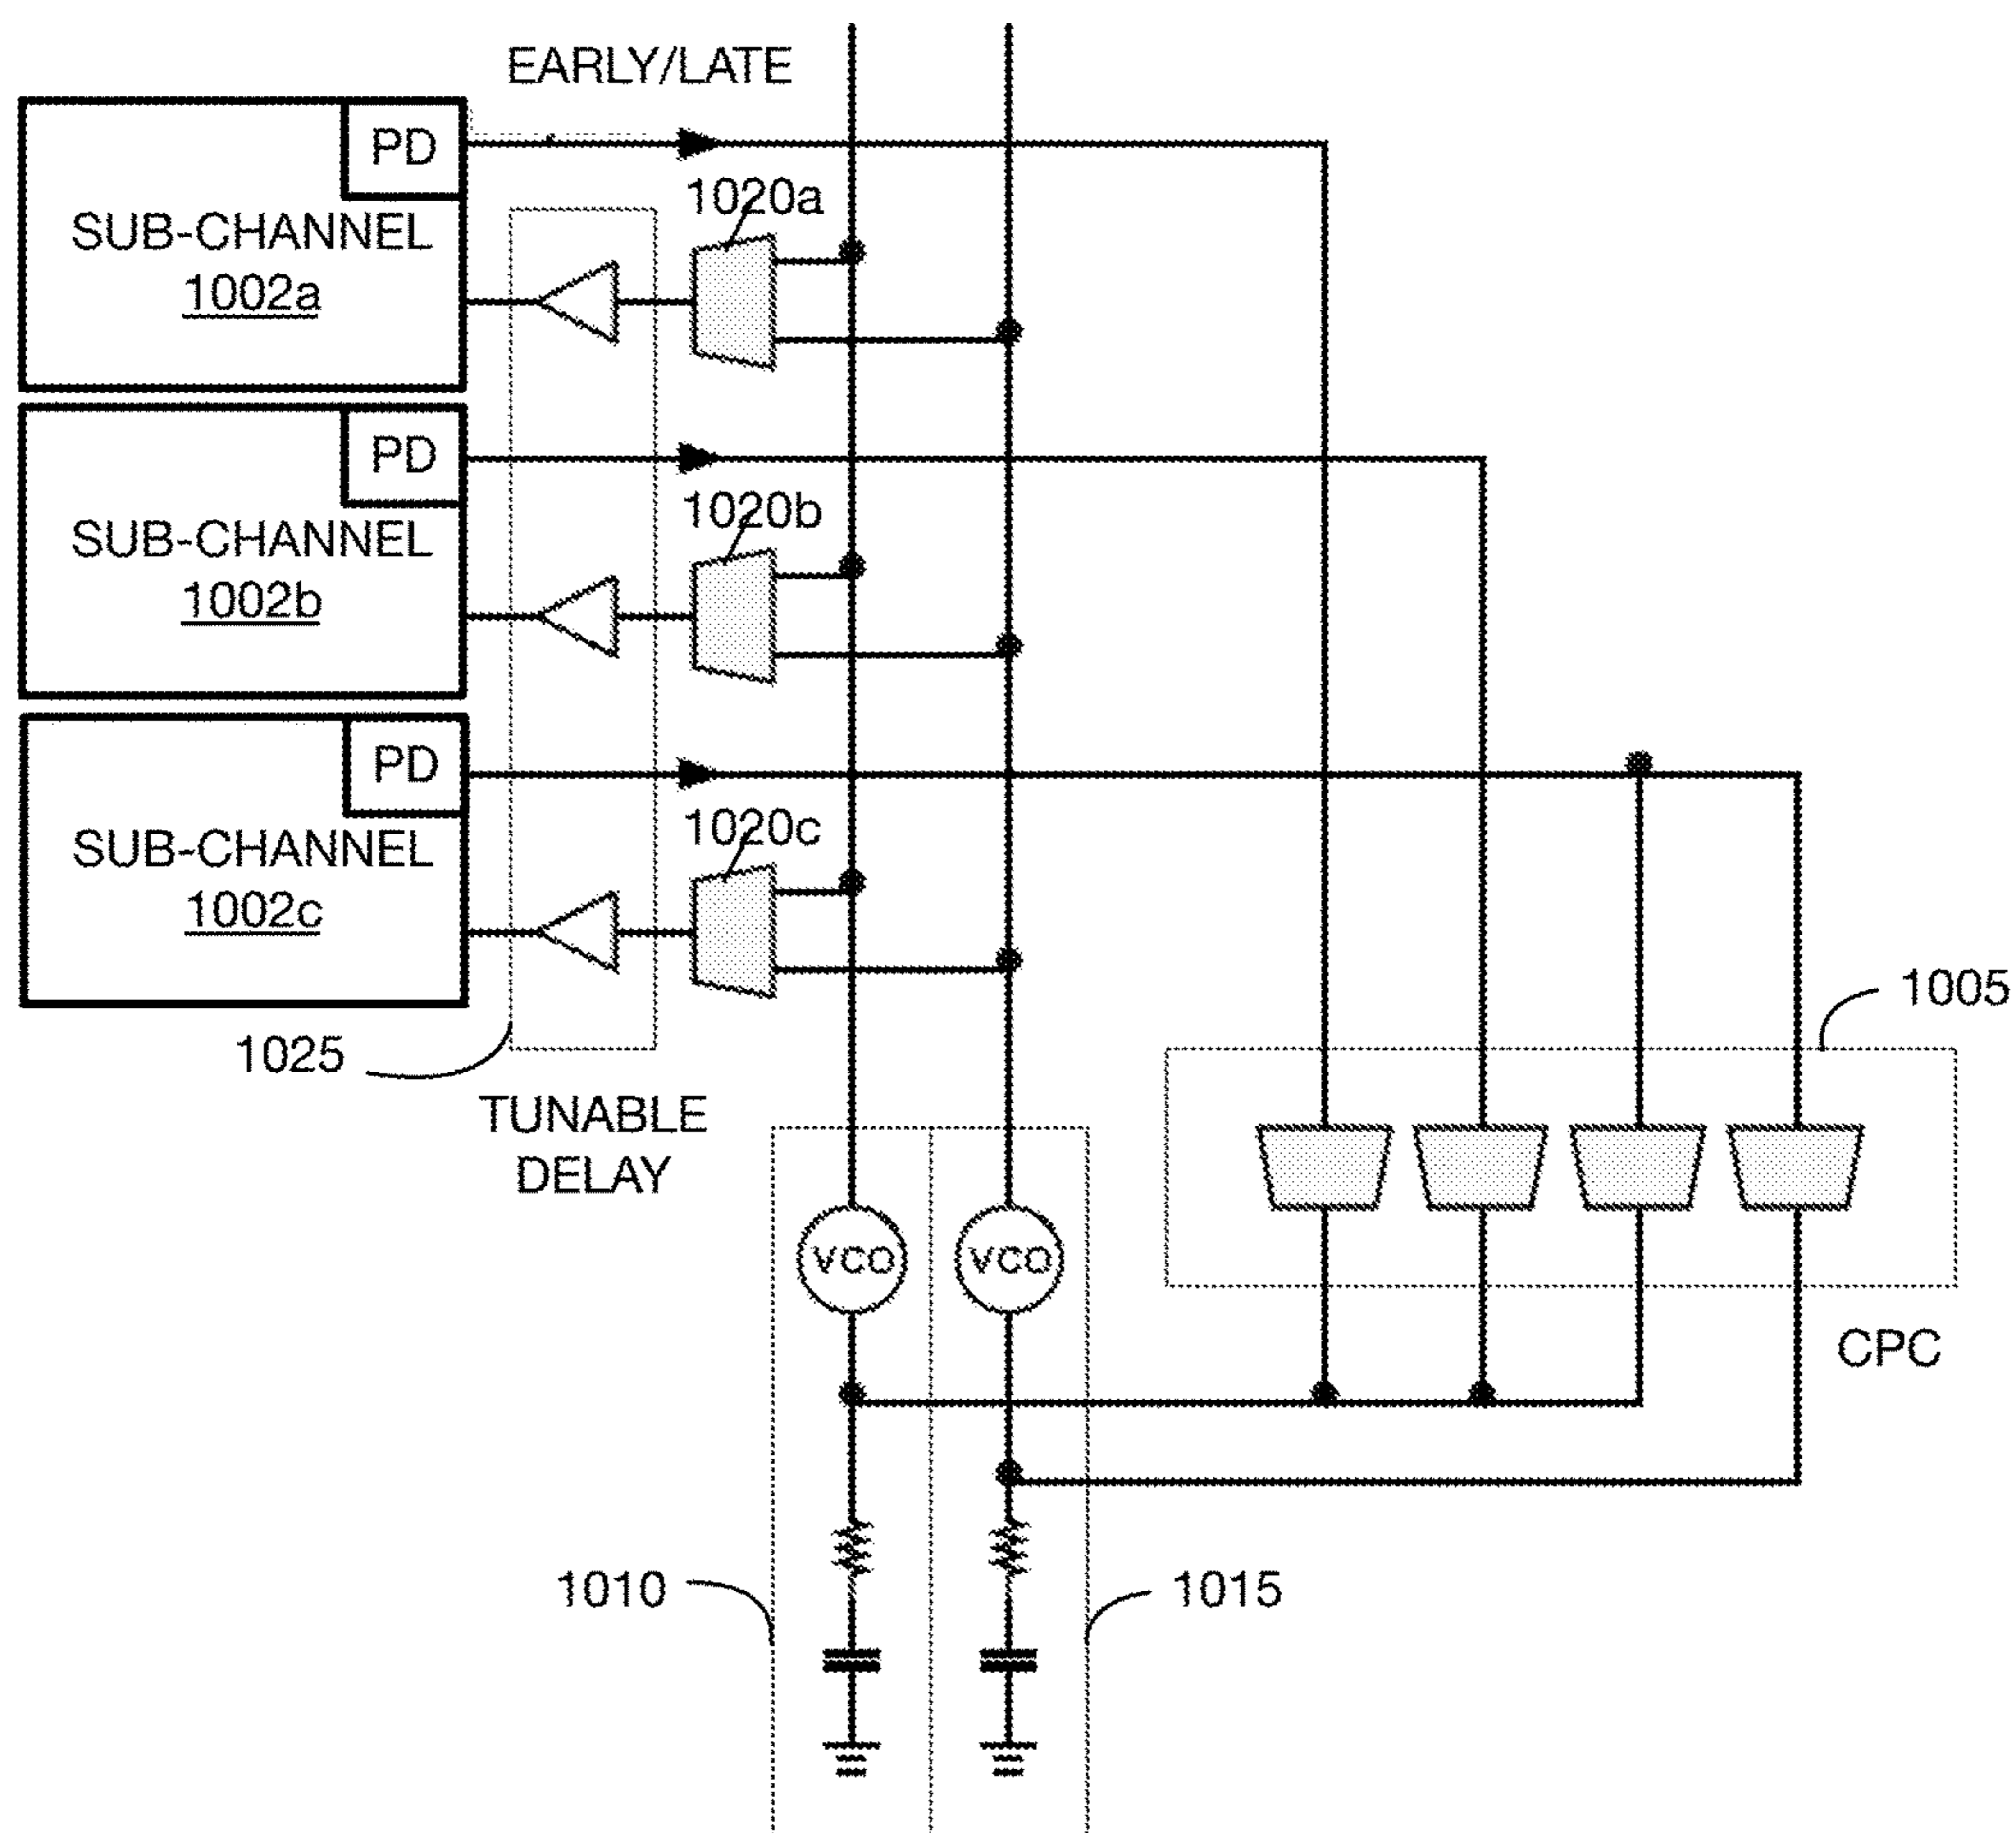 EARLY/LATE
PD
SUB-CHANNEL
1002a
1020a
PD
SUB-CHANNEL
1002b
1020b
PD
SUB-CHANNEL
1002c
1020c
1005
1025
TUNABLE
DELAY
VCO
VCO
CPC
1010
1015